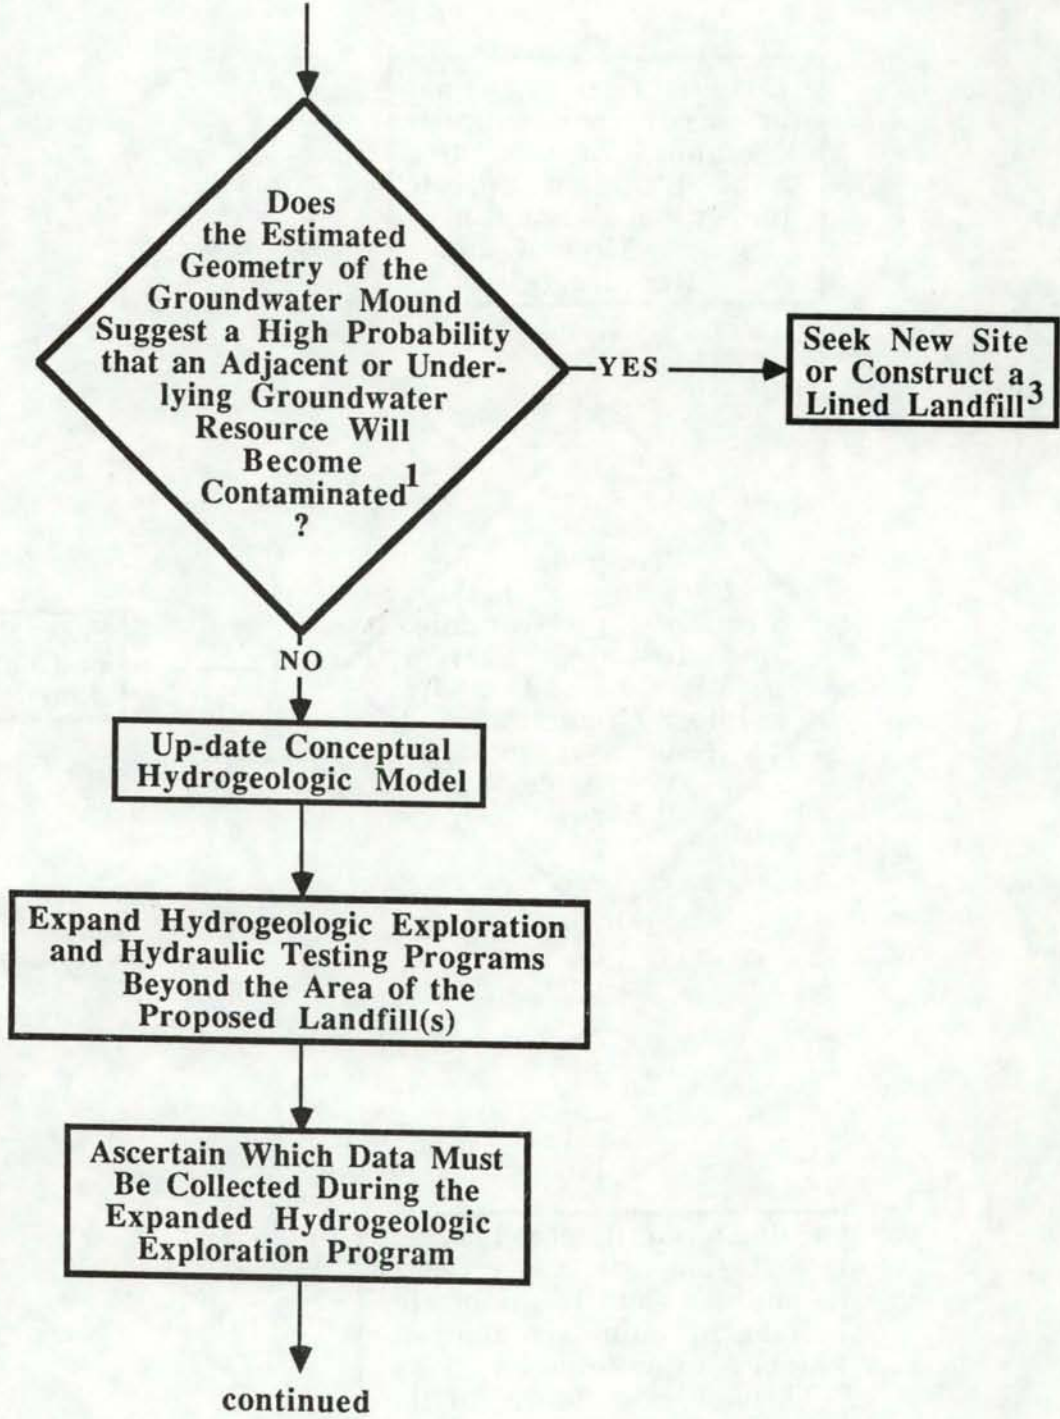 Does
the Estimated
Geometry of the
Groundwater Mound
Suggest a High Probability
that an Adjacent or Under-
lying Groundwater
Resource Will
Become
Contaminated1
?
YES
Seek New Site
or Construct a
Lined Landfill3
NO
Up-date Conceptual
Hydrogeologic Model
Expand Hydrogeologic Exploration
and Hydraulic Testing Programs
Beyond the Area of the
Proposed Landfill(s)
Ascertain Which Data Must
Be Collected During the
Expanded Hydrogeologic
Exploration Program
continued